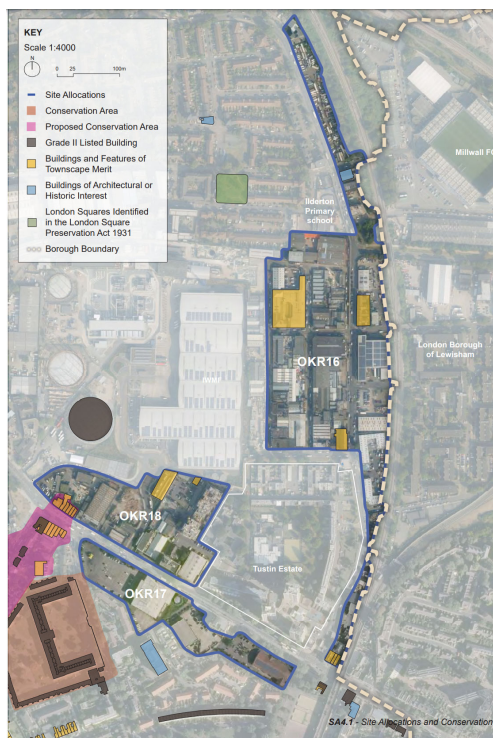 KEY
Scale 1:4000
N
0 25 100m
Site Allocations
Conservation Area
Proposed Conservation Area
Grade II Listed Building
Buildings and Features of
Townscape Merit
Buildings of Architectural or
Historic Interest
London Squares Identified
in the London Square
Preservation Act 1931
Borough Boundary
Millwall F
Ilderton
Primary
school
London Borough
of Lewisham
OKR16
IWMF
OKR18
Tustin Estate
OKR17
SA4.1 - Site Allocations and Conservation